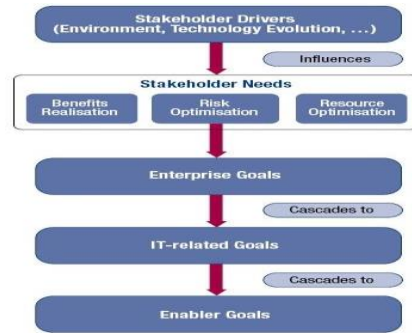 Stakeholder Drivers
(Environment, Technology Evolution, ...)
Influences
Stakeholder Needs
Benefits
Realisation
Risk
Optimisation
Resource
Optimisation
Enterprise Goals
Cascades to
IT-related Goals
Cascades to
Enabler Goals